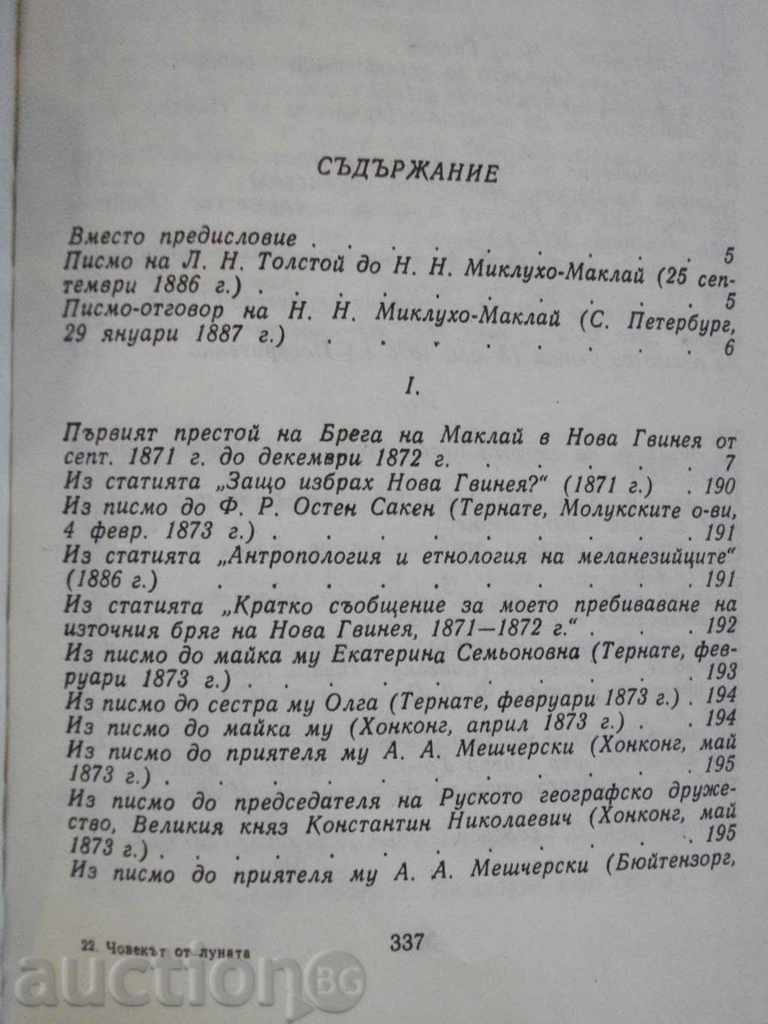 СЪДЪРЖАНИЕ
Вместо предисловие . . . . . . . . . . 5
Писмо на Л. Н. Толстой до Н. Н. Миклухо-Маклай (25 сеп-
тември 1886 г.) . . . . . . . . . . . 5
Писмо-отговор на Н. Н. Миклухо-Маклай (С. Петербург,
29 януари 1887 г.) . . . . . . . . . 6
I.
Първият престой на Брега на Маклай в Нова Гвинея от
септ. 1871 г. до декември 1872 г. . . . . . . 7
Из статията „Защо избрах Нова Гвинея?“ (1871 г.) . 190
Из писмо до Ф. Р. Остен Сакен (Тернате, Молукските о-ви,
4 февр. 1873 г.) . . . . . . . . . . . 191
Из статията „Антропология и етнология на меланезийците“
(1886 г.) . . . . . . . . . . 191
Из статията „Кратко съобщение за моето пребиваване на
източния бряг на Нова Гвинея, 1871—1872 г.“ . . . 192
Из писмо до майка му Екатерина Семьоновна (Тернате, фев-
руари 1873 г.) . . . . . . . . . . . 193
Из писмо до сестра му Олга (Тернате, февруари 1873 г.) . 194
Из писмо до майка му (Хонконг, април 1873 г.) . . 194
Из писмо до приятеля му А. А. Мешчерски (Хонконг, май
1873 г.) . . . . . . . . . . . . . 195
Из писмо до председателя на Руското географско друже-
ство, Великия княз Константин Николаевич (Хонконг, май
1873 г.) . . . . . . . . . . . . . 195
Из писмо до приятеля му А. А. Мешчерски (Бюйтензорг,
22 Човекът от луната
337
auctionBG